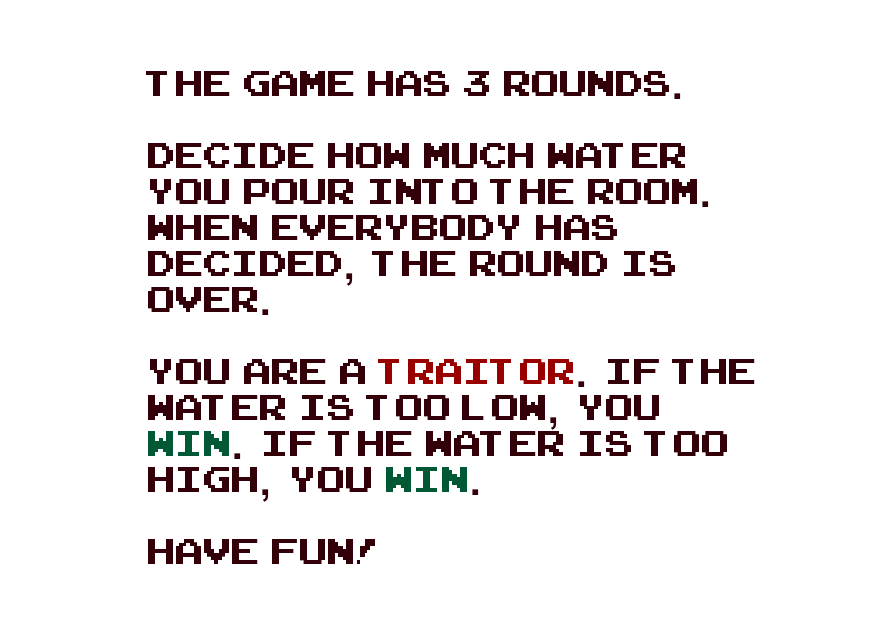 THE GAME HAS 3 ROUNDS.
DECIDE HOW MUCH WATER
YOU POUR INTO THE ROOM.
WHEN EVERYBODY HAS
DECIDED, THE ROUND IS
OVER.
YOU ARE A TRAITOR. IF THE
WATER IS TOO LOW, YOU
WIN. IF THE WATER IS TOO
HIGH, YOU WIN.
HAVE FUN!